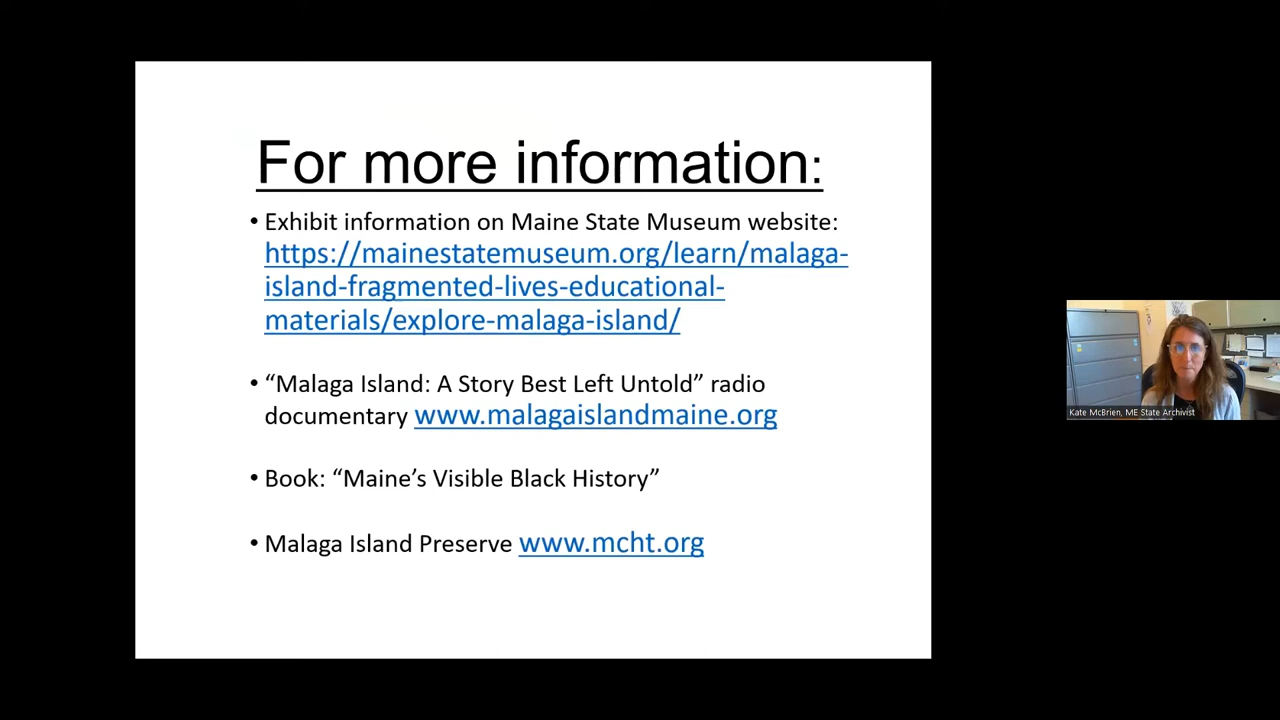 For more information:
• Exhibit information on Maine State Museum website:
https://mainestatemuseum.org/learn/malaga-
island-fragmented-lives-educational-
materials/explore-malaga-island/
• “Malaga Island: A Story Best Left Untold” radio
documentary www.malagaislandmaine.org
• Book: “Maine’s Visible Black History”
• Malaga Island Preserve www.mcht.org
Kate McBrien, ME State Archivist